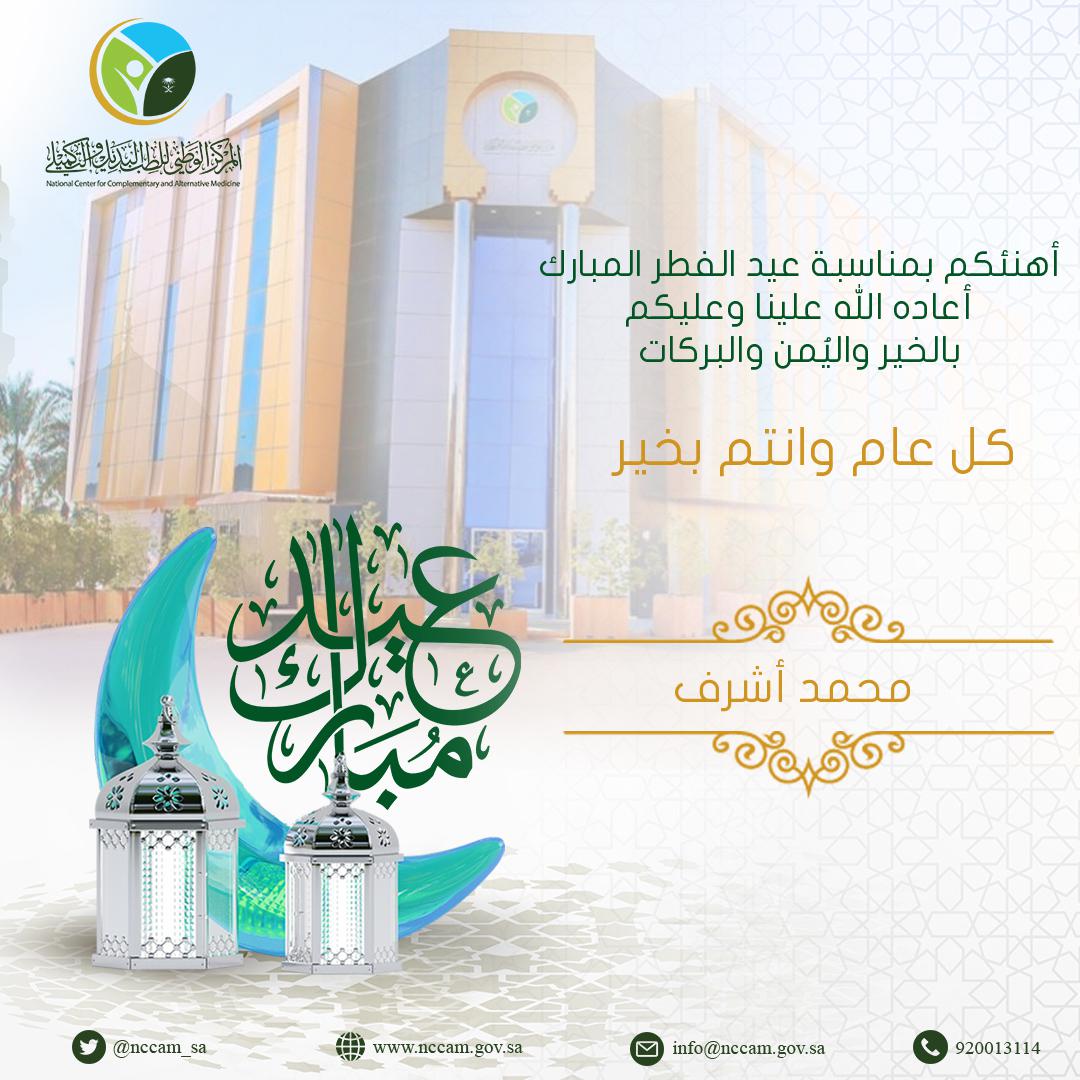 المركز الوطني للطب البديل والتكميلي
National Center for Complementary and Alternative Medicine
أهنئكم بمناسبة عيد الفطر المبارك
أعاده الله علينا وعليكم
بالخير واليُمن والبركات
كل عام وانتم بخير
عيدك
مُبارك
محمد أشرف
@nccam_sa
www.nccam.gov.sa
info@nccam.gov.sa
920013114